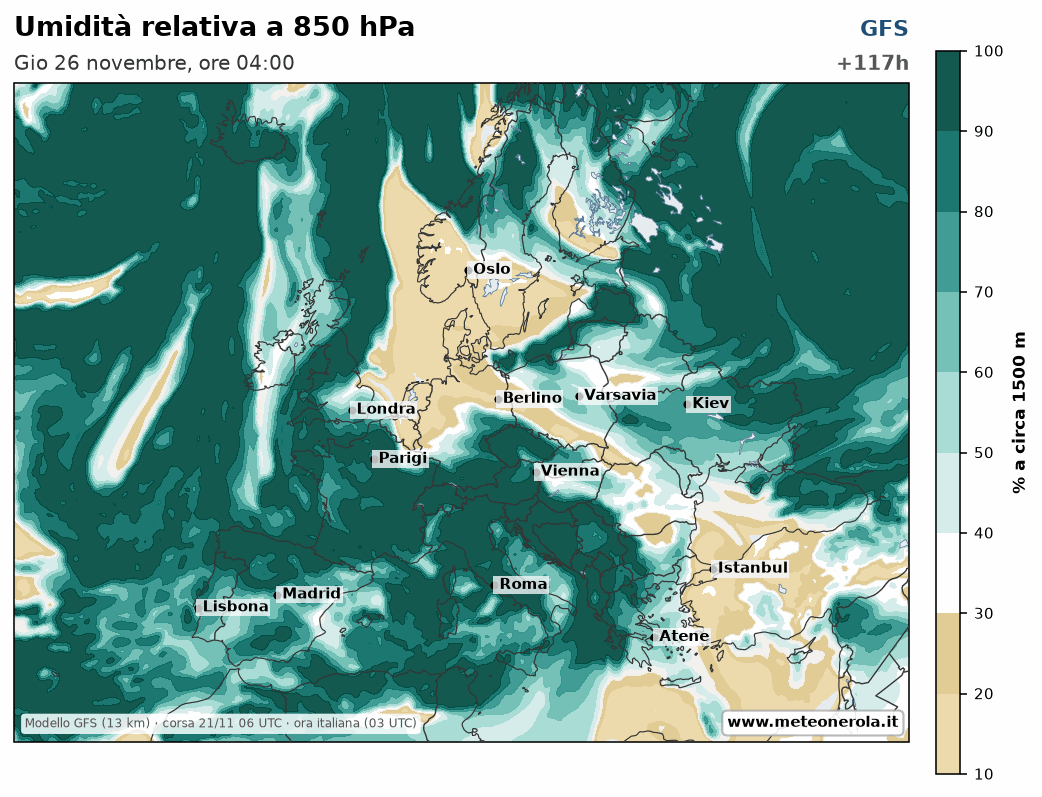 Umidità relativa a 850 hPa
GFS
Gio 26 novembre, ore 04:00
+117h
100
90
80
70
60
50
40
30
20
10
% a circa 1500 m
Oslo
Londra
Berlino
Varsavia
Kiev
Parigi
Vienna
Istanbul
Roma
Madrid
Lisbona
Atene
Modello GFS (13 km) · corsa 21/11 06 UTC · ora italiana (03 UTC)
www.meteonerola.it